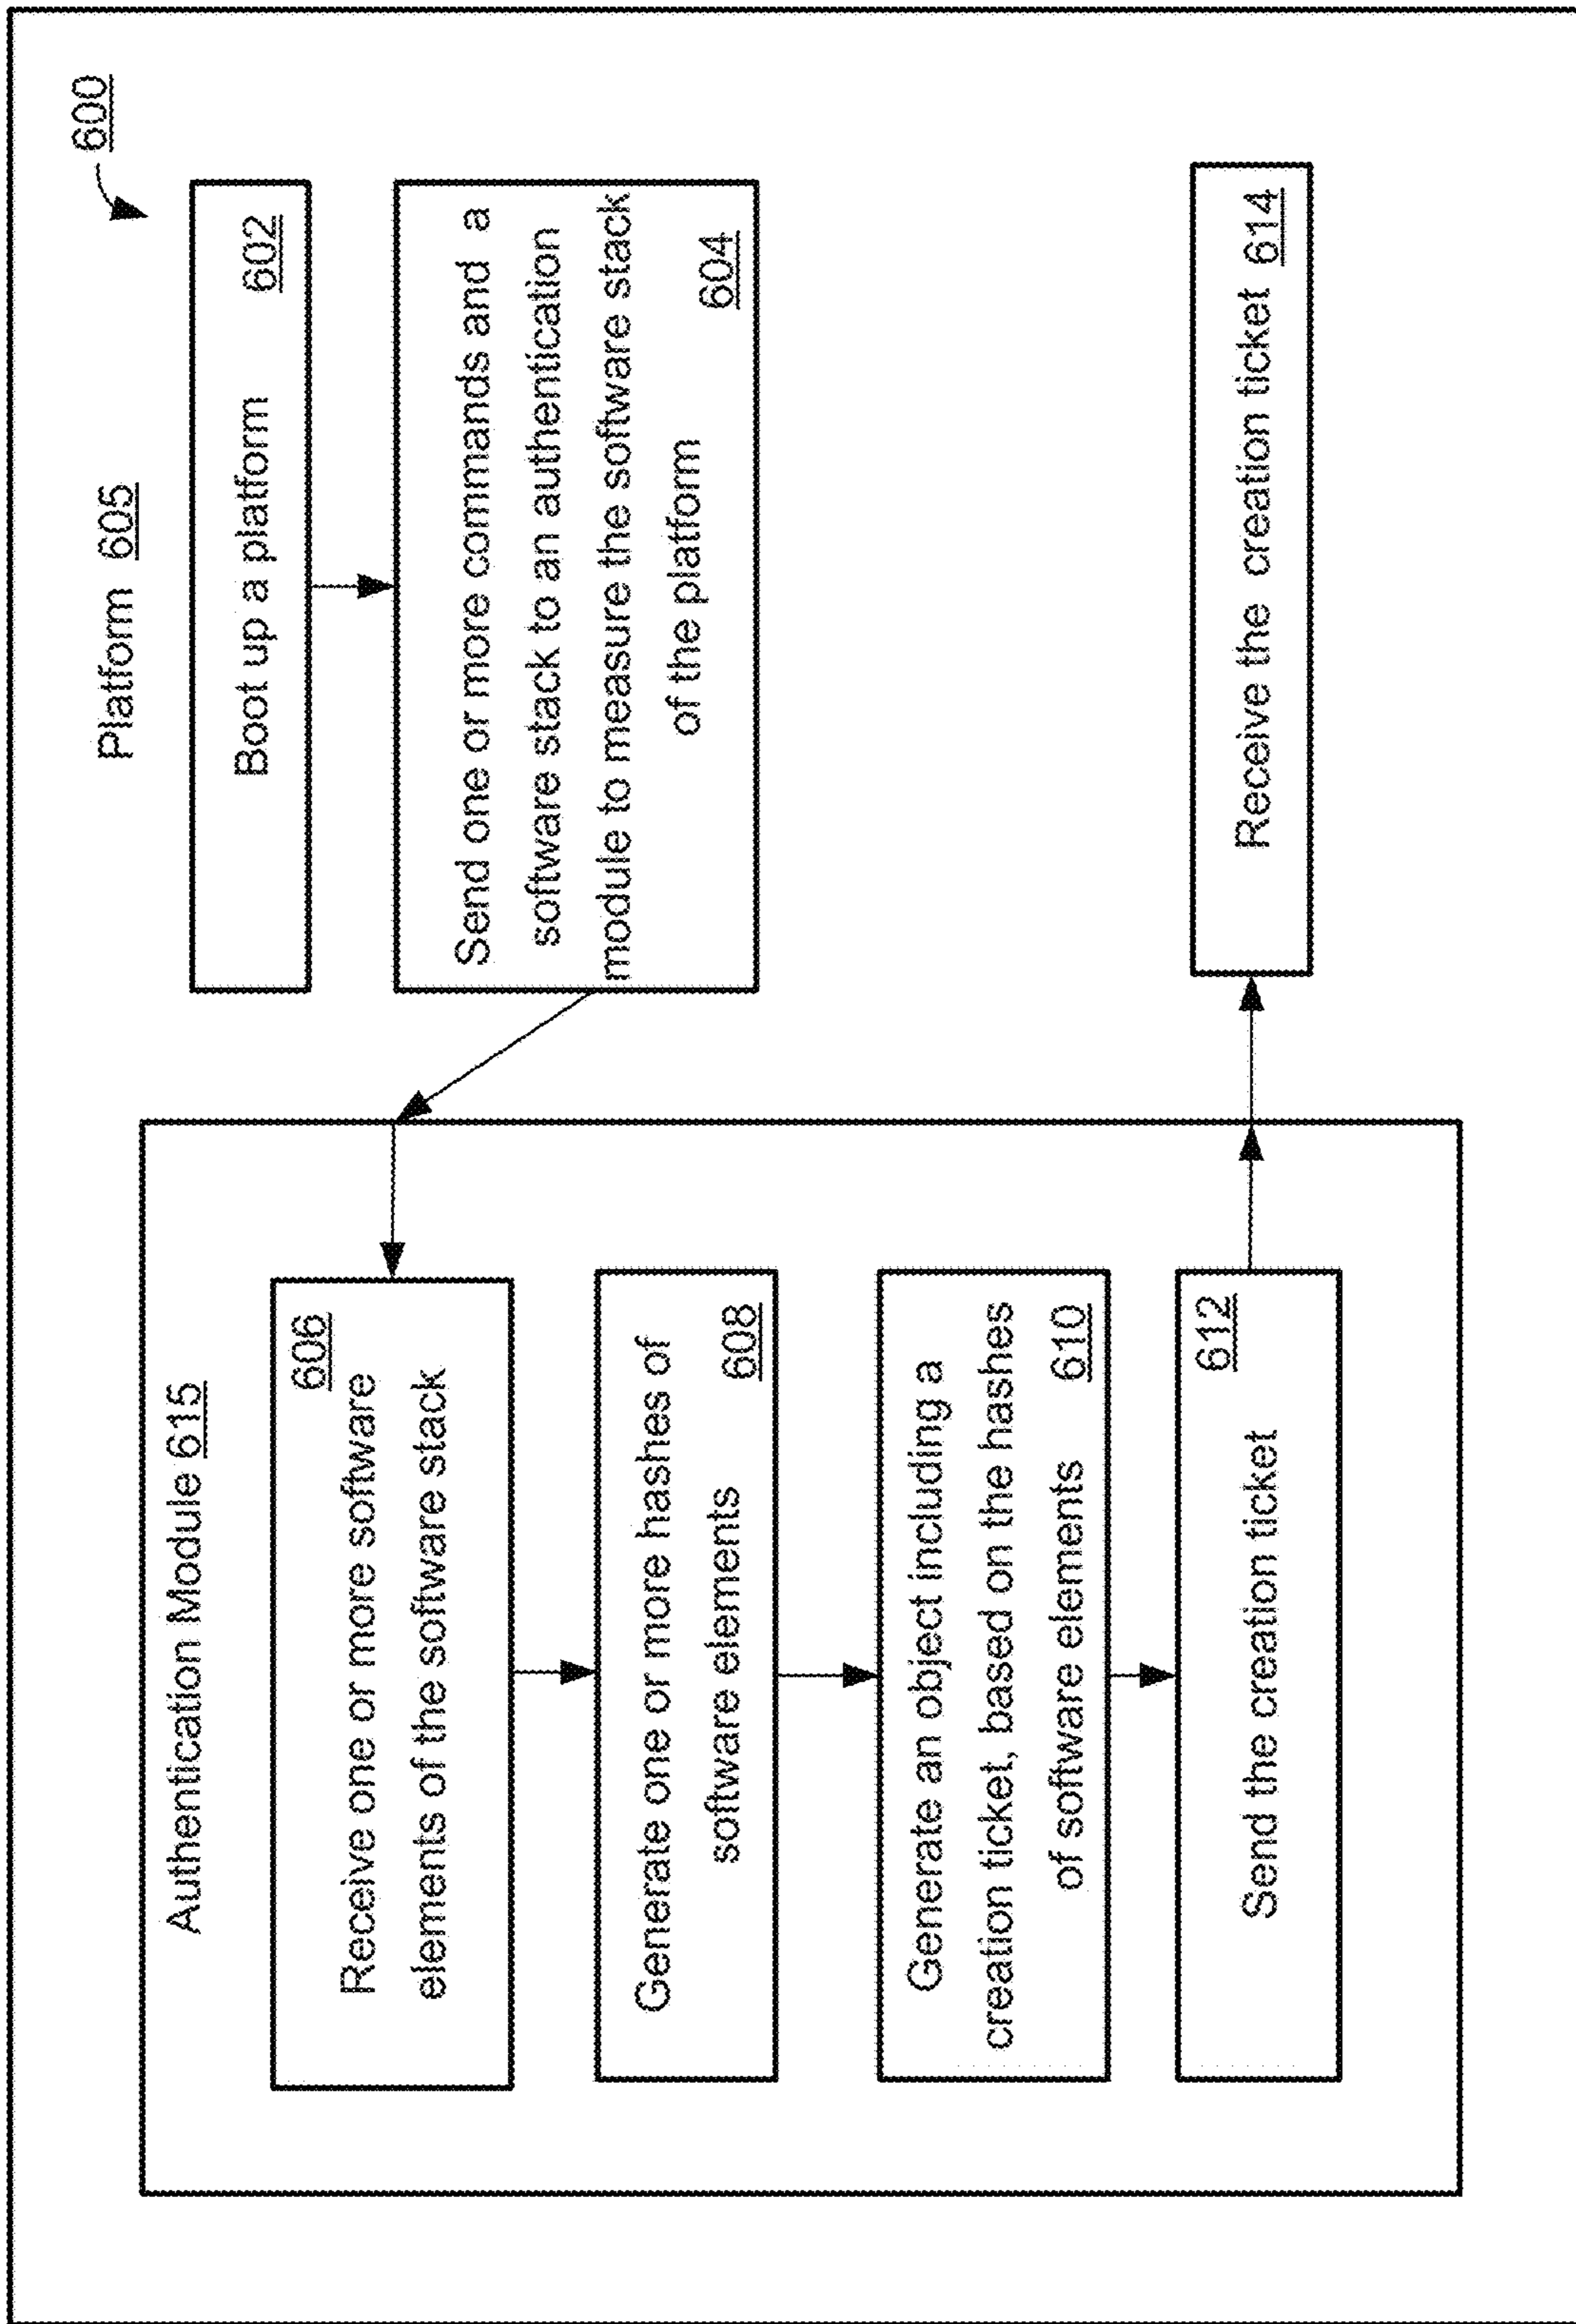 600
Platform 605
Boot up a platform 602
Send one or more commands and a
software stack to an authentication
module to measure the software stack
of the platform 604
Authentication Module 615
606
Receive one or more software
elements of the software stack
Generate one or more hashes of
software elements 608
Generate an object including a
creation ticket, based on the hashes
of software elements 610
612
Send the creation ticket
Receive the creation ticket 614